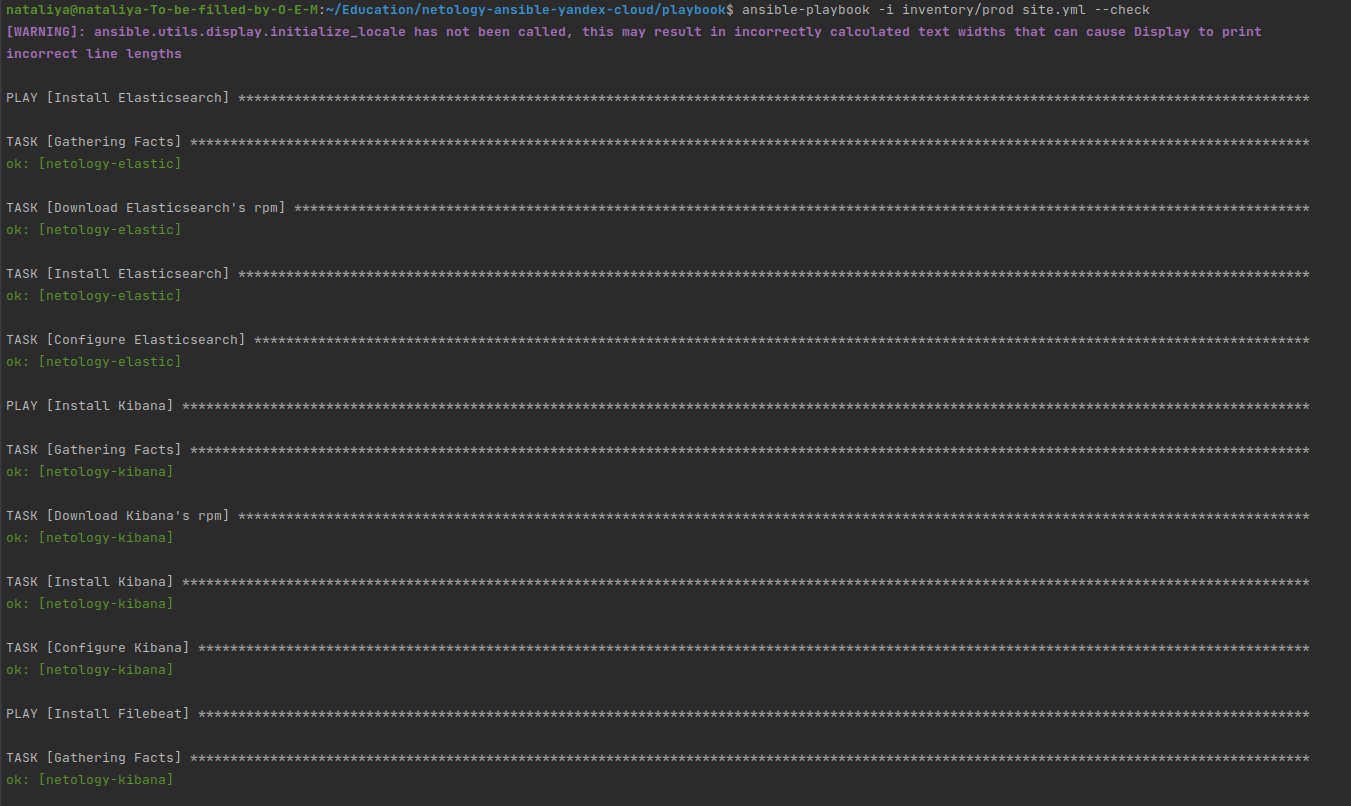 nataliya@nataliya-To-be-filled-by-O-E-M:~/Education/netology-ansible-yandex-cloud/playbook$ ansible-playbook -i inventory/prod site.yml --check
[WARNING]: ansible.utils.display.initialize_locale has not been called, this may result in incorrectly calculated text widths that can cause Display to print
incorrect line lengths
PLAY [Install Elasticsearch] **************************************************************************************************************************************
TASK [Gathering Facts] ********************************************************************************************************************************************
ok: [netology-elastic]
TASK [Download Elasticsearch's rpm] *******************************************************************************************************************************
ok: [netology-elastic]
TASK [Install Elasticsearch] **************************************************************************************************************************************
ok: [netology-elastic]
TASK [Configure Elasticsearch] ************************************************************************************************************************************
ok: [netology-elastic]
PLAY [Install Kibana] *********************************************************************************************************************************************
TASK [Gathering Facts] ********************************************************************************************************************************************
ok: [netology-kibana]
TASK [Download Kibana's rpm] **************************************************************************************************************************************
ok: [netology-kibana]
TASK [Install Kibana] *********************************************************************************************************************************************
ok: [netology-kibana]
TASK [Configure Kibana] *******************************************************************************************************************************************
ok: [netology-kibana]
PLAY [Install Filebeat] *******************************************************************************************************************************************
TASK [Gathering Facts] ********************************************************************************************************************************************
ok: [netology-kibana]